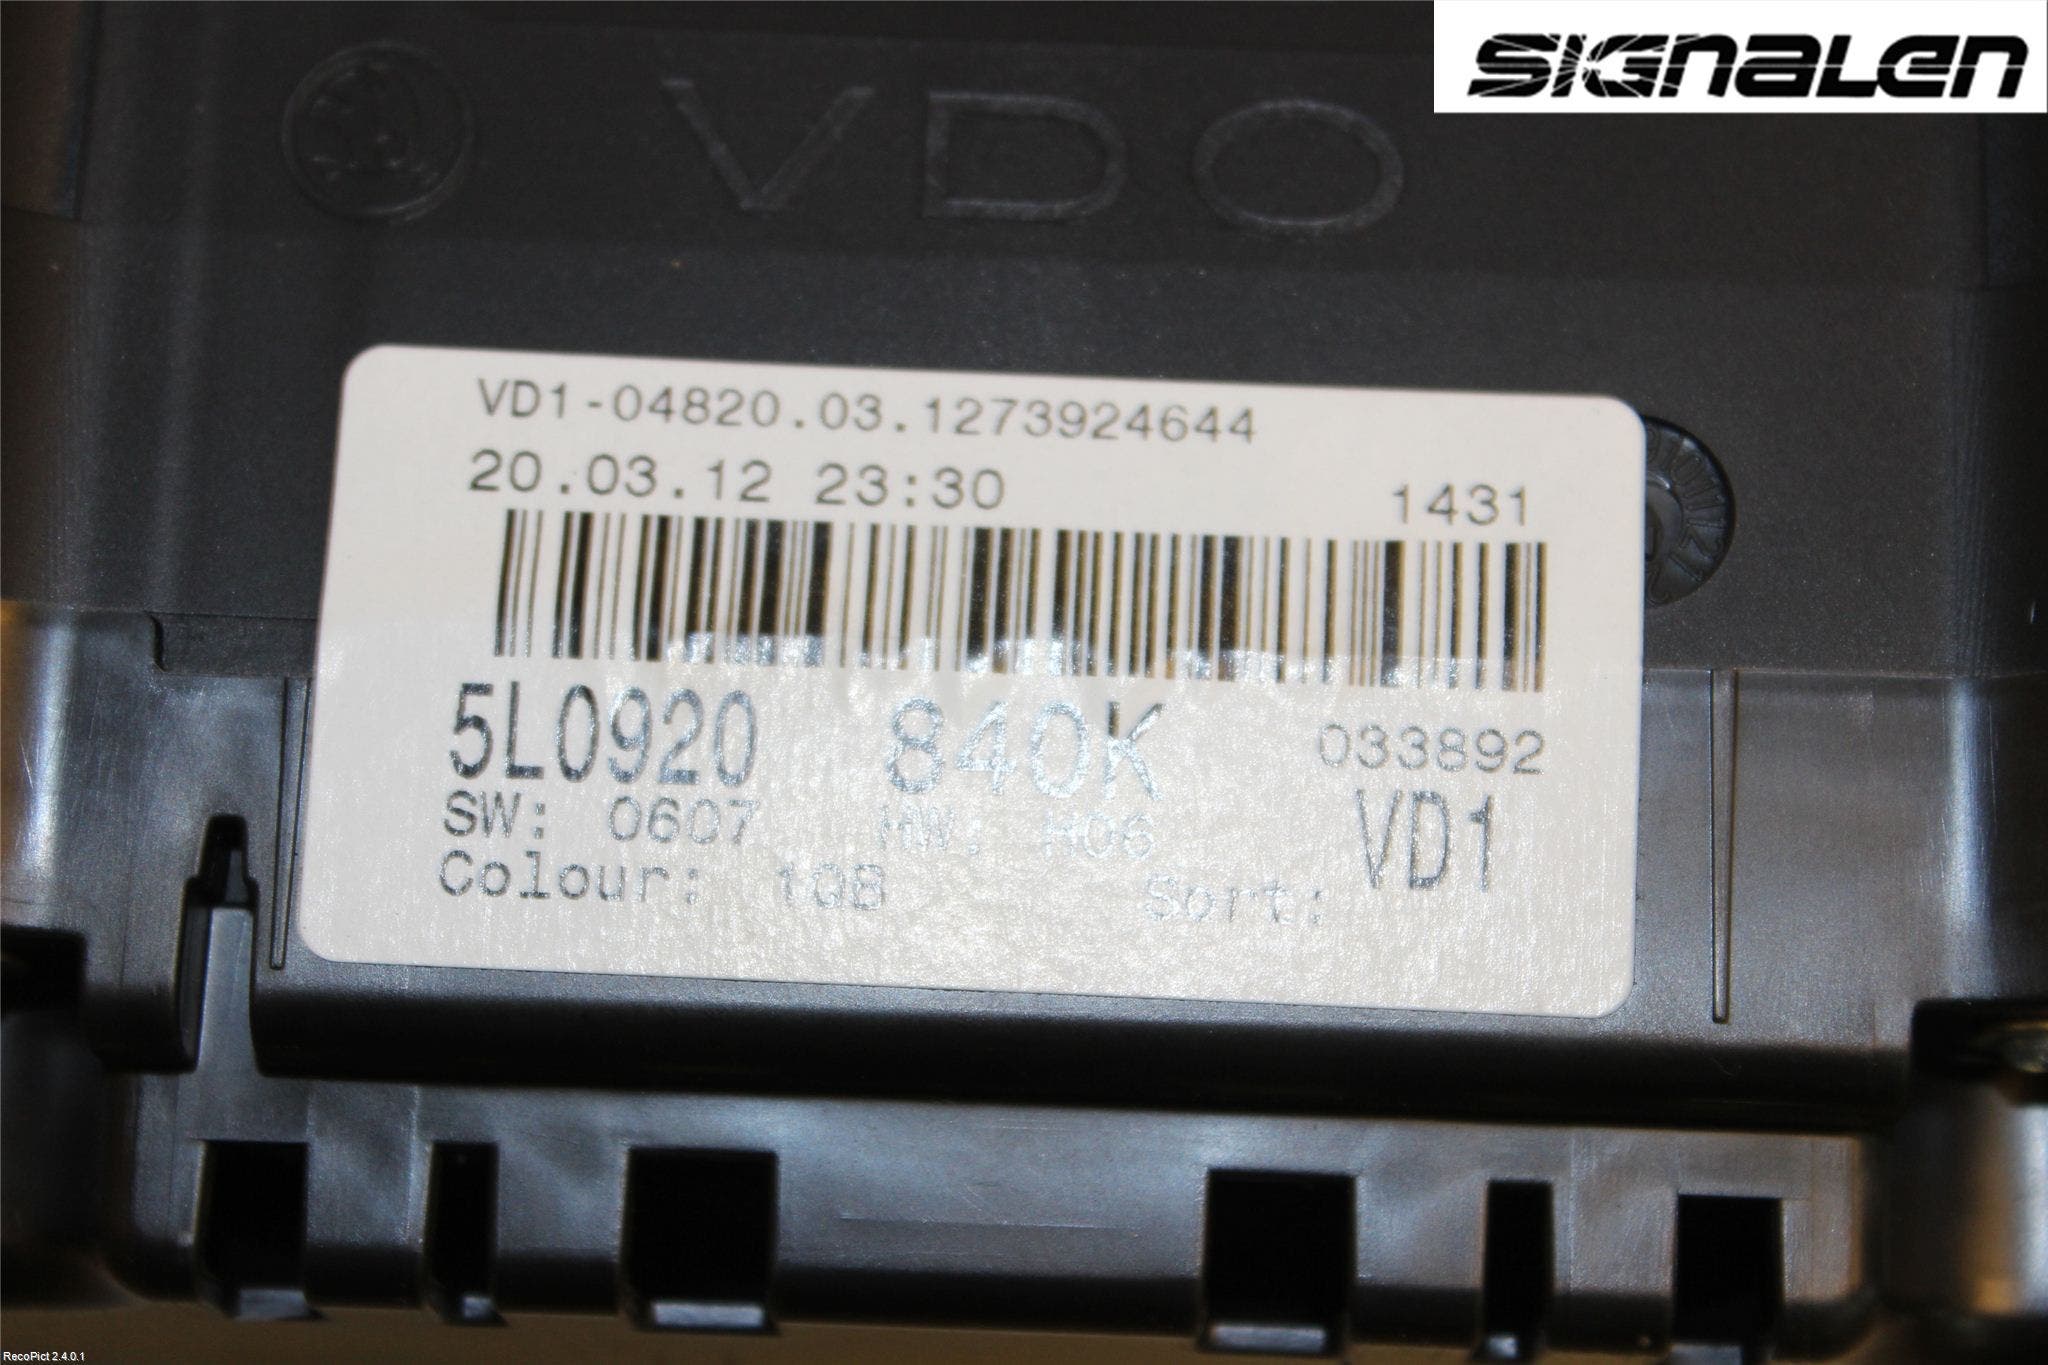 SIGNALEN
VDO
VD1-04820.03.1273924644
20.03.12 23:30 1431
5L0920 840K 033892
SW: 0607 HW: H06 VD1
Colour: 1QB Sort:
RecoPict 2.4.0.1